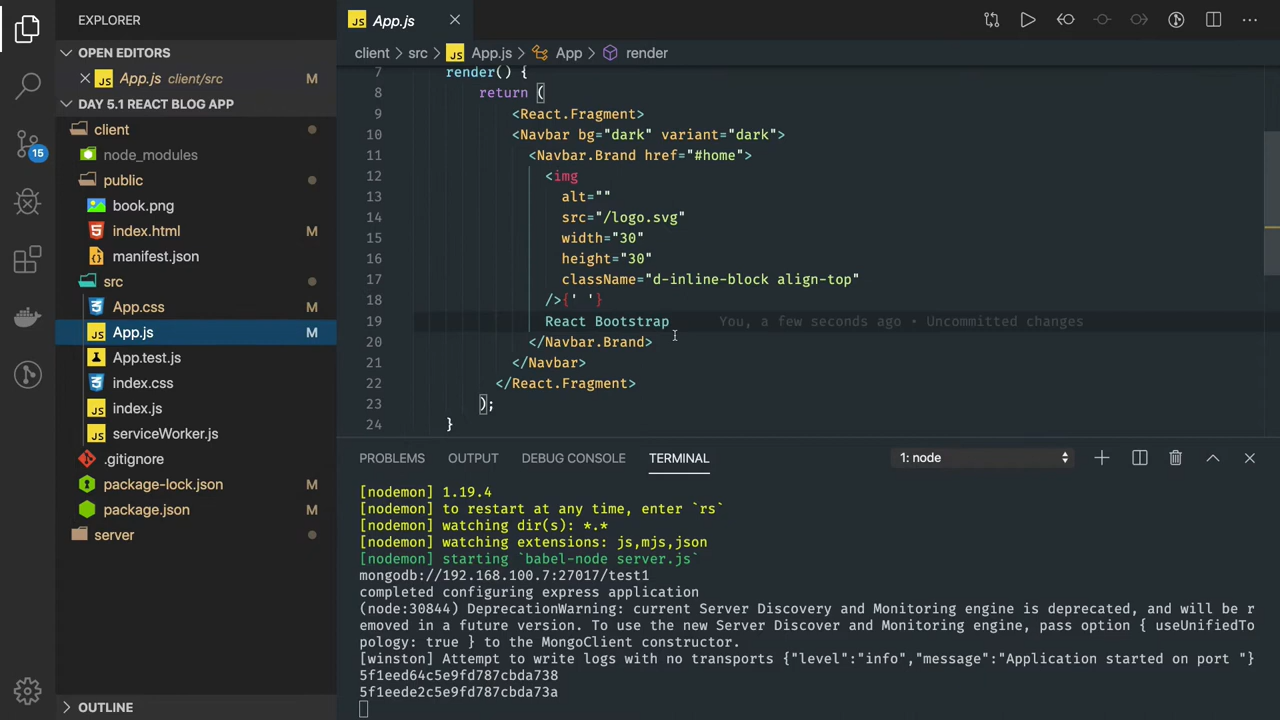 EXPLORER
OPEN EDITORS
App.js client/src M
DAY 5.1 REACT BLOG APP
client
node_modules
public
book.png
index.html M
manifest.json
src
App.css M
App.js M
App.test.js
index.css
index.js
serviceWorker.js
.gitignore
package-lock.json M
package.json M
server
OUTLINE
15
App.js
client > src > App.js > App > render
7 render() {
8 return (
9 <React.Fragment>
10 <Navbar bg="dark" variant="dark">
11 <Navbar.Brand href="#home">
12 <img
13 alt=""
14 src="/logo.svg"
15 width="30"
16 height="30"
17 className="d-inline-block align-top"
18 />{' '}
19 React Bootstrap You, a few seconds ago • Uncommitted changes
20 </Navbar.Brand>
21 </Navbar>
22 </React.Fragment>
23 );
24 }
PROBLEMS OUTPUT DEBUG CONSOLE TERMINAL 1: node
[nodemon] 1.19.4
[nodemon] to restart at any time, enter `rs`
[nodemon] watching dir(s): *.*
[nodemon] watching extensions: js,mjs,json
[nodemon] starting `babel-node server.js`
mongodb://192.168.100.7:27017/test1
completed configuring express application
(node:30844) DeprecationWarning: current Server Discovery and Monitoring engine is deprecated, and will be r
emoved in a future version. To use the new Server Discover and Monitoring engine, pass option { useUnifiedTo
pology: true } to the MongoClient constructor.
[winston] Attempt to write logs with no transports {"level":"info","message":"Application started on port "}
5f1eed64c5e9fd787cbda738
5f1eede2c5e9fd787cbda73a